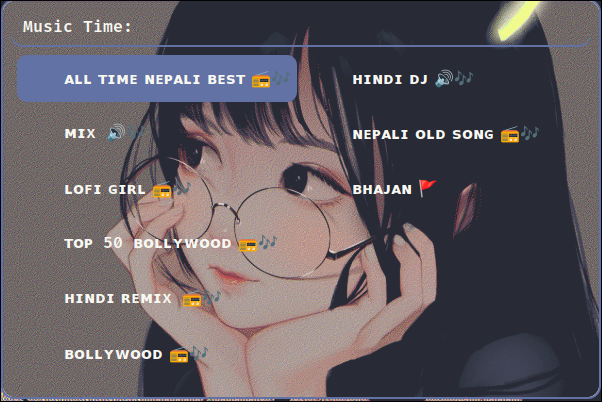 Music Time:
ALL TIME NEPALI BEST 📻🎶
HINDI DJ 🔊🎶
MIX 🔊🎶
NEPALI OLD SONG 📻🎶
LOFI GIRL 📻🎶
BHAJAN 🚩
TOP 50 BOLLYWOOD 📻🎶
HINDI REMIX 📻🎶
BOLLYWOOD 📻🎶